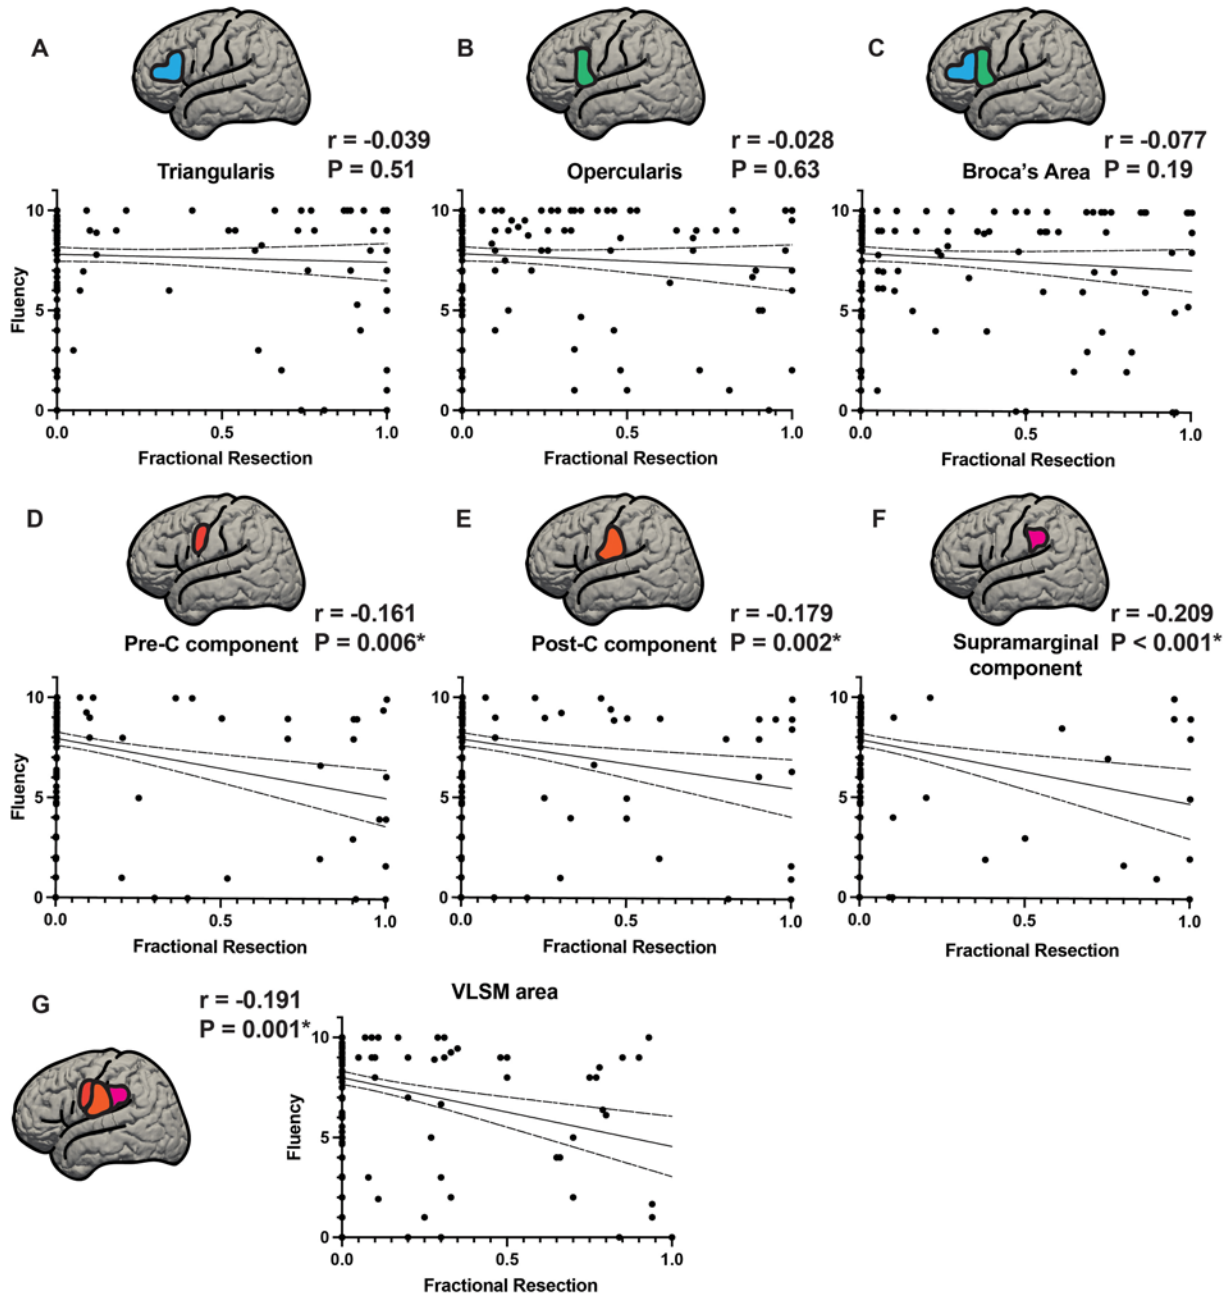 A
B
C
r = -0.039
P = 0.51
Triangularis
r = -0.028
P = 0.63
Opercularis
r = -0.077
P = 0.19
Broca's Area
Fluency
10
5
0
0.0
0.5
1.0
Fractional Resection
10
5
0
0.0
0.5
1.0
Fractional Resection
10
5
0
0.0
0.5
1.0
Fractional Resection
D
E
F
r = -0.161
P = 0.006*
Pre-C component
r = -0.179
P = 0.002*
Post-C component
r = -0.209
P < 0.001*
Supramarginal
component
Fluency
10
5
0
0.0
0.5
1.0
Fractional Resection
10
5
0
0.0
0.5
1.0
Fractional Resection
10
5
0
0.0
0.5
1.0
Fractional Resection
G
r = -0.191
P = 0.001*
VLSM area
Fluency
10
5
0
0.0
0.5
1.0
Fractional Resection